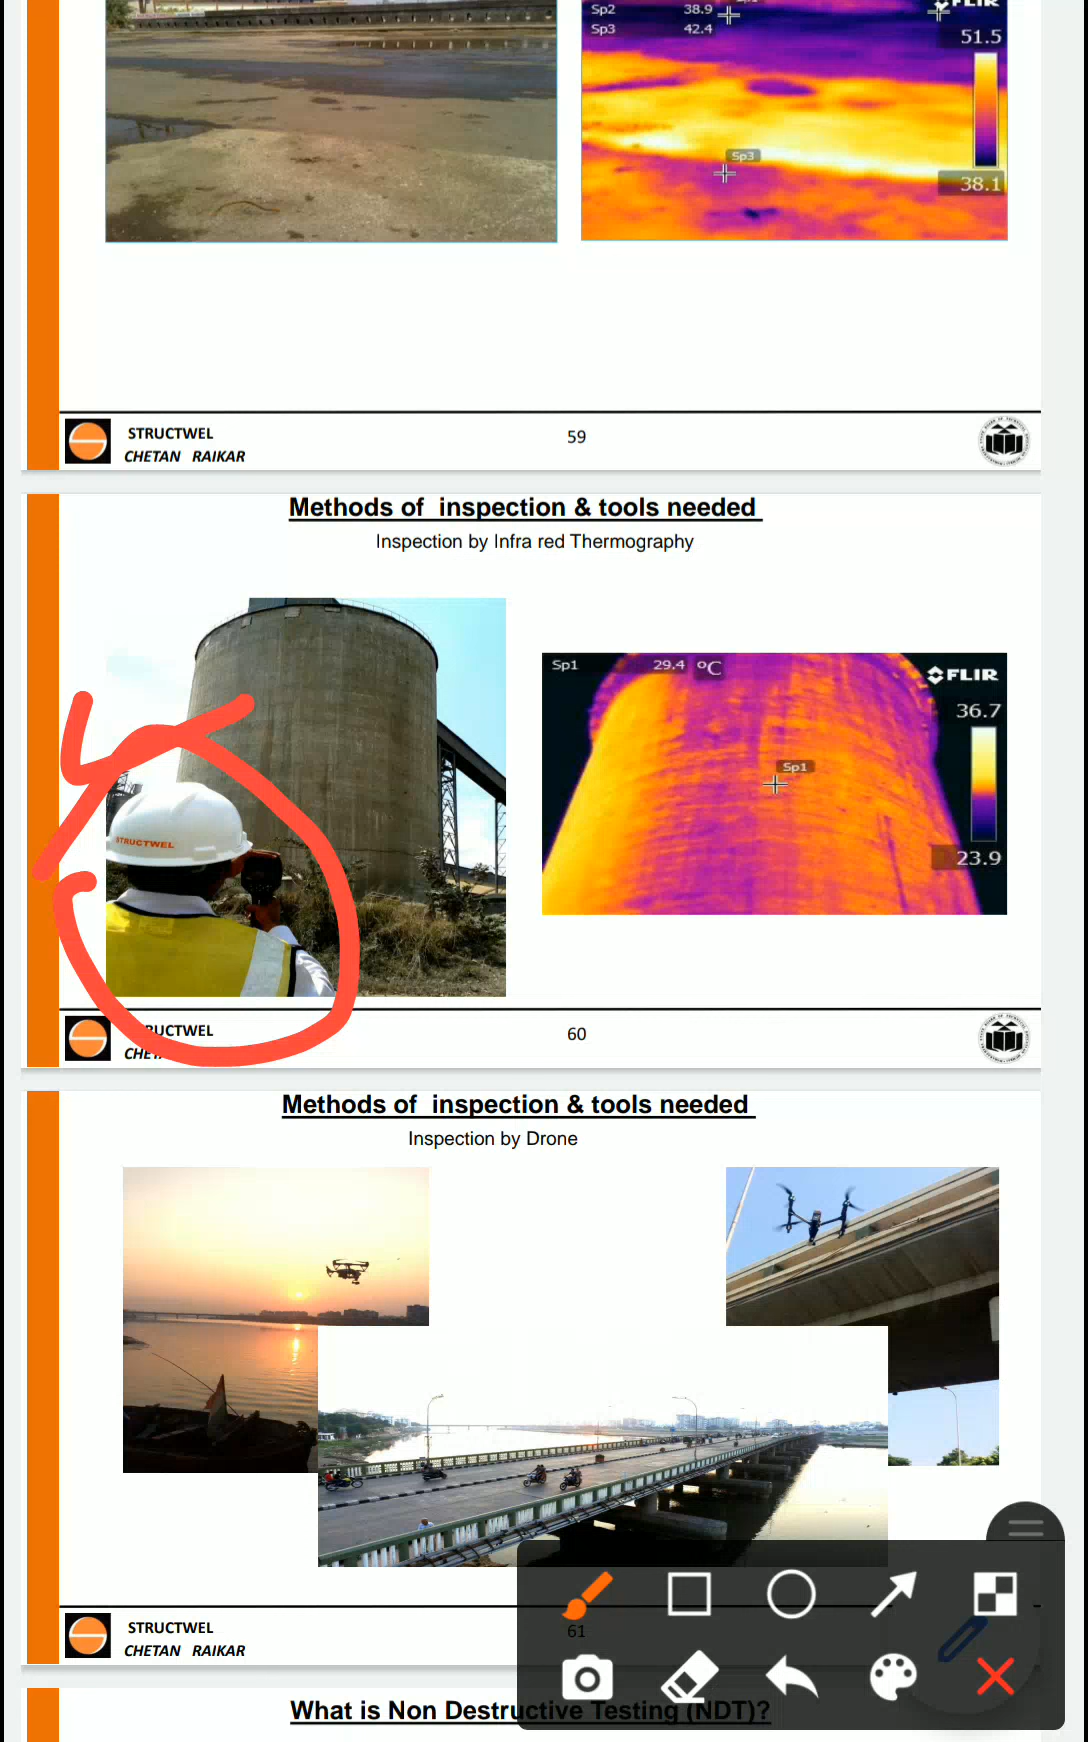 Sp2 38.9
Sp3 42.4
FLIR
51.5
Sp3
38.1
STRUCTWEL
CHETAN RAIKAR
59
Methods of inspection & tools needed
Inspection by Infra red Thermography
Sp1 29.4 °C
FLIR
36.7
Sp1
23.9
STRUCTWEL
60
Methods of inspection & tools needed
Inspection by Drone
STRUCTWEL
CHETAN RAIKAR
61
What is Non Destructive Testing (NDT)?